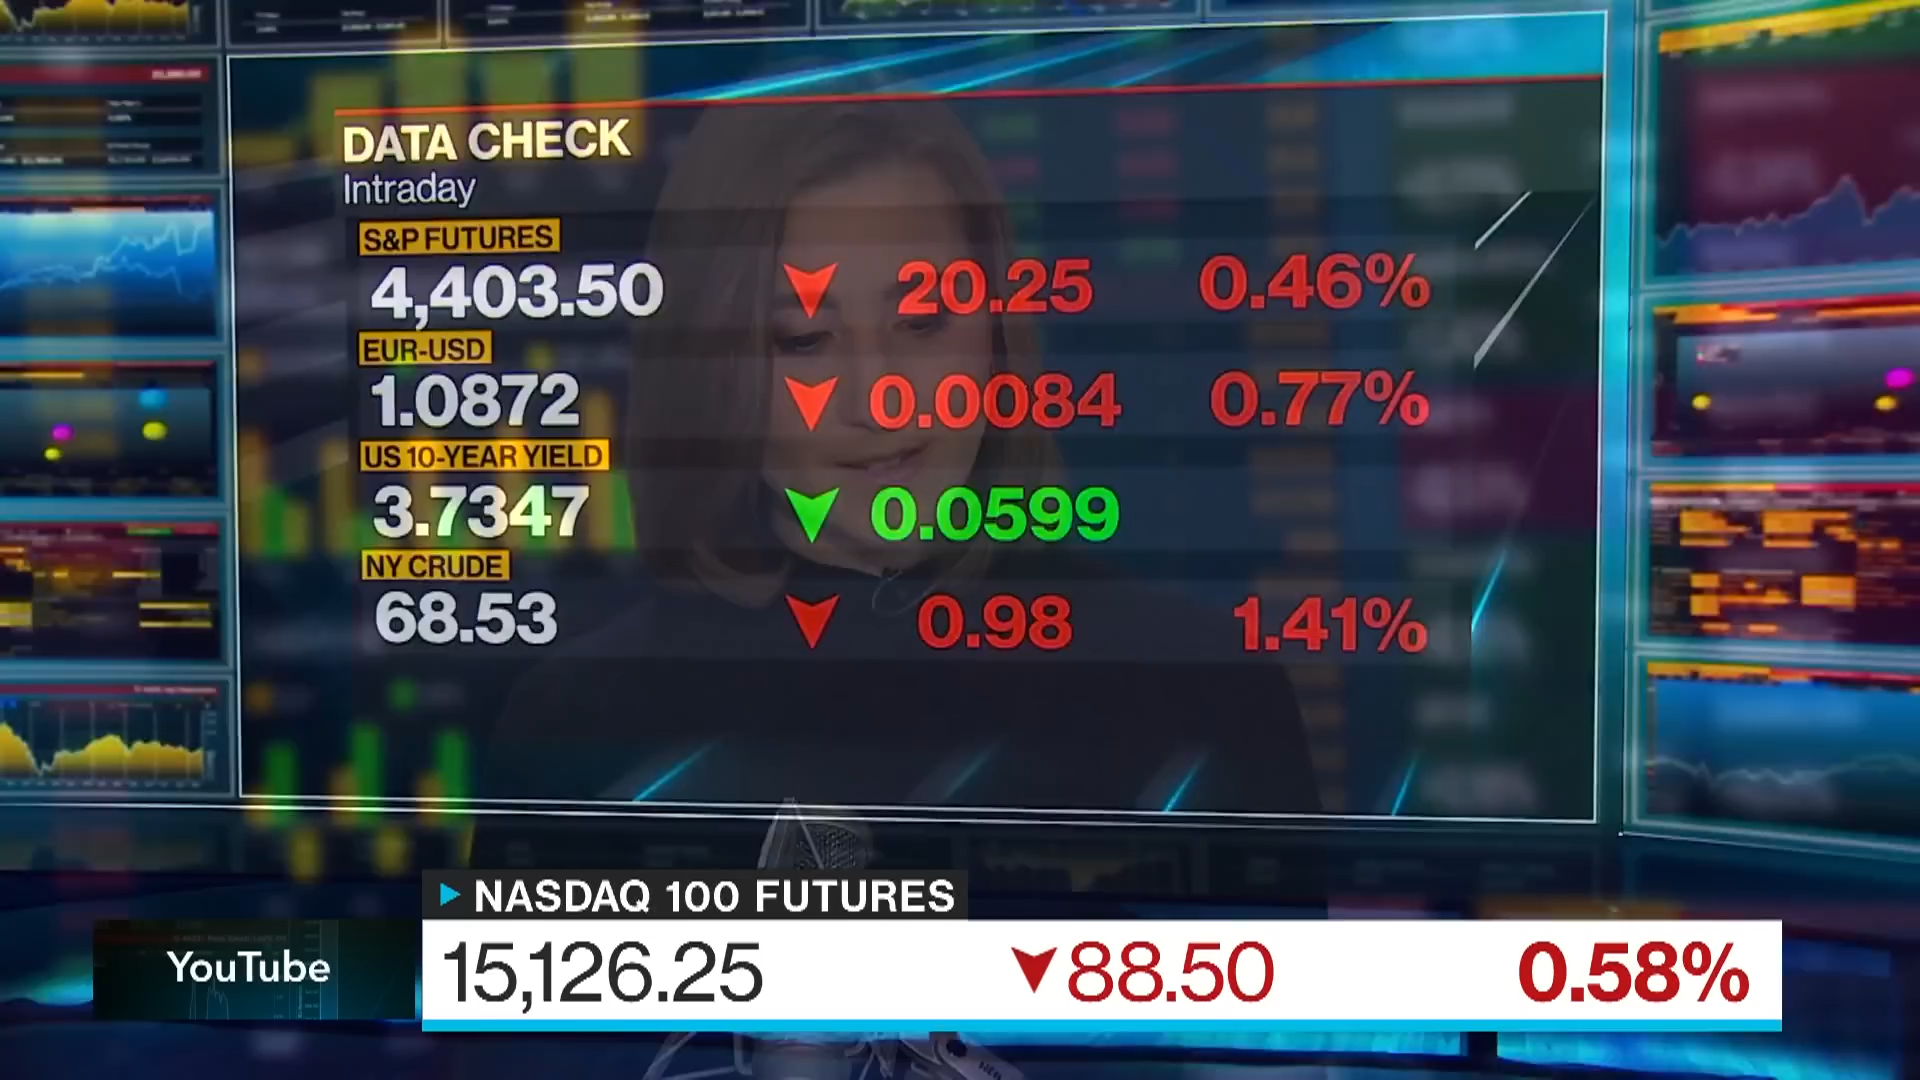 DATA CHECK
Intraday
S&P FUTURES
4,403.50 20.25 0.46%
EUR-USD
1.0872 0.0084 0.77%
US 10-YEAR YIELD
3.7347 0.0599
NY CRUDE
68.53 0.98 1.41%
NASDAQ 100 FUTURES
YouTube 15,126.25 88.50 0.58%